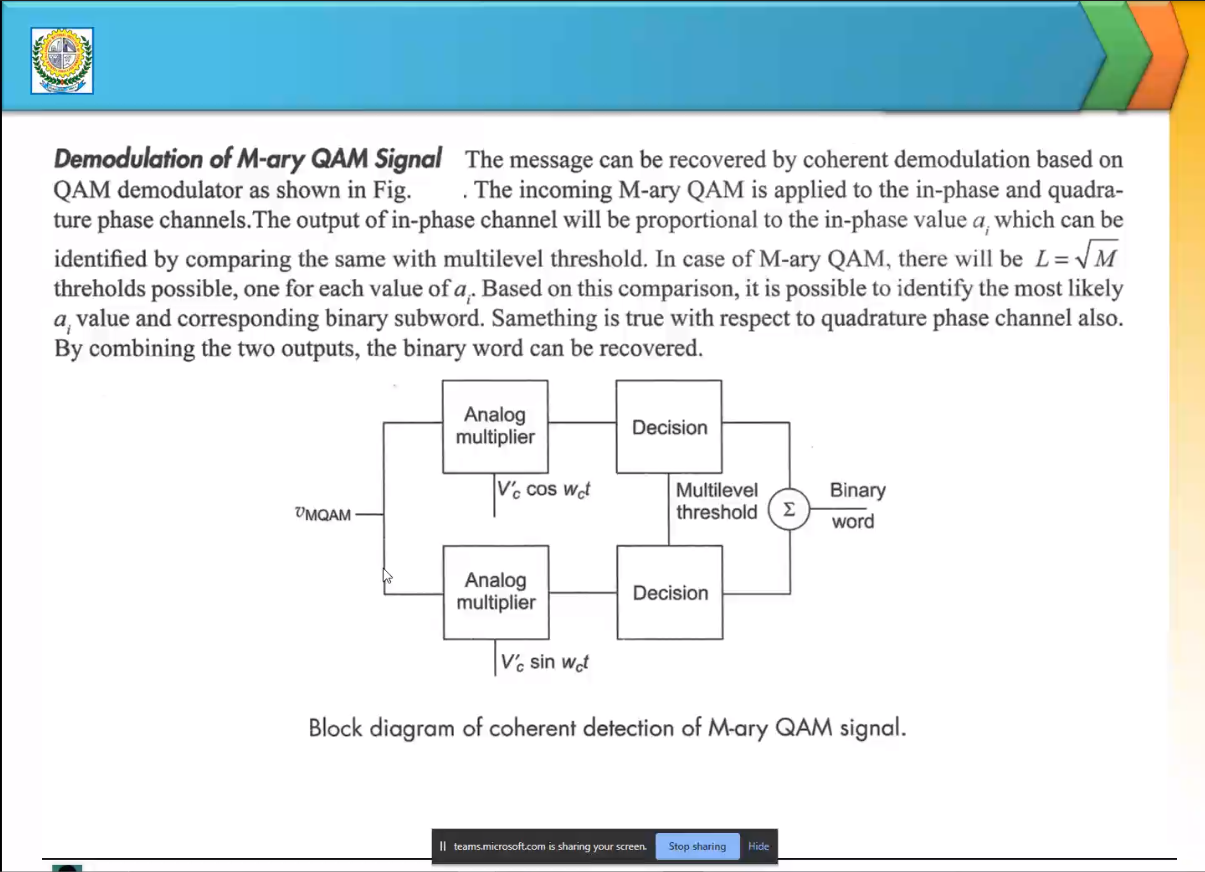 Demodulation of M-ary QAM Signal The message can be recovered by coherent demodulation based on
QAM demodulator as shown in Fig. . The incoming M-ary QAM is applied to the in-phase and quadra-
ture phase channels.The output of in-phase channel will be proportional to the in-phase value aᵢ which can be
identified by comparing the same with multilevel threshold. In case of M-ary QAM, there will be L = √M
threholds possible, one for each value of aᵢ. Based on this comparison, it is possible to identify the most likely
aᵢ value and corresponding binary subword. Samething is true with respect to quadrature phase channel also.
By combining the two outputs, the binary word can be recovered.
Analog
multiplier
Decision
V′c cos wct
Multilevel
threshold
Σ
Binary
word
vMQAM
Analog
multiplier
Decision
V′c sin wct
Block diagram of coherent detection of M-ary QAM signal.
teams.microsoft.com is sharing your screen. Stop sharing Hide